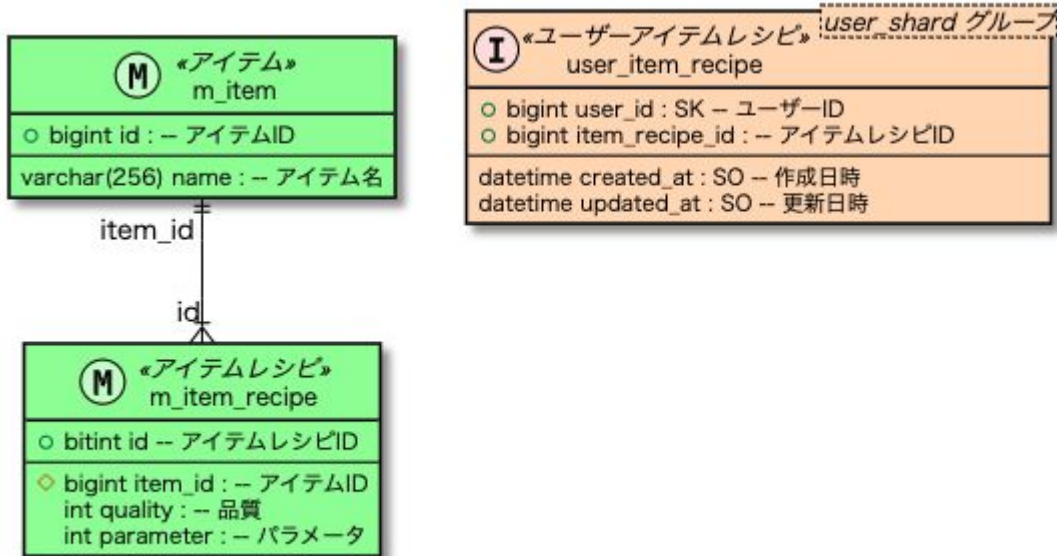 M «アイテム»
m_item
bigint id : -- アイテムID
varchar(256) name : -- アイテム名
item_id
id
M «アイテムレシピ»
m_item_recipe
bitint id -- アイテムレシピID
bigint item_id : -- アイテムID
int quality : -- 品質
int parameter : -- パラメータ
user_shard グループ
I «ユーザーアイテムレシピ»
user_item_recipe
bigint user_id : SK -- ユーザーID
bigint item_recipe_id : -- アイテムレシピID
datetime created_at : SO -- 作成日時
datetime updated_at : SO -- 更新日時